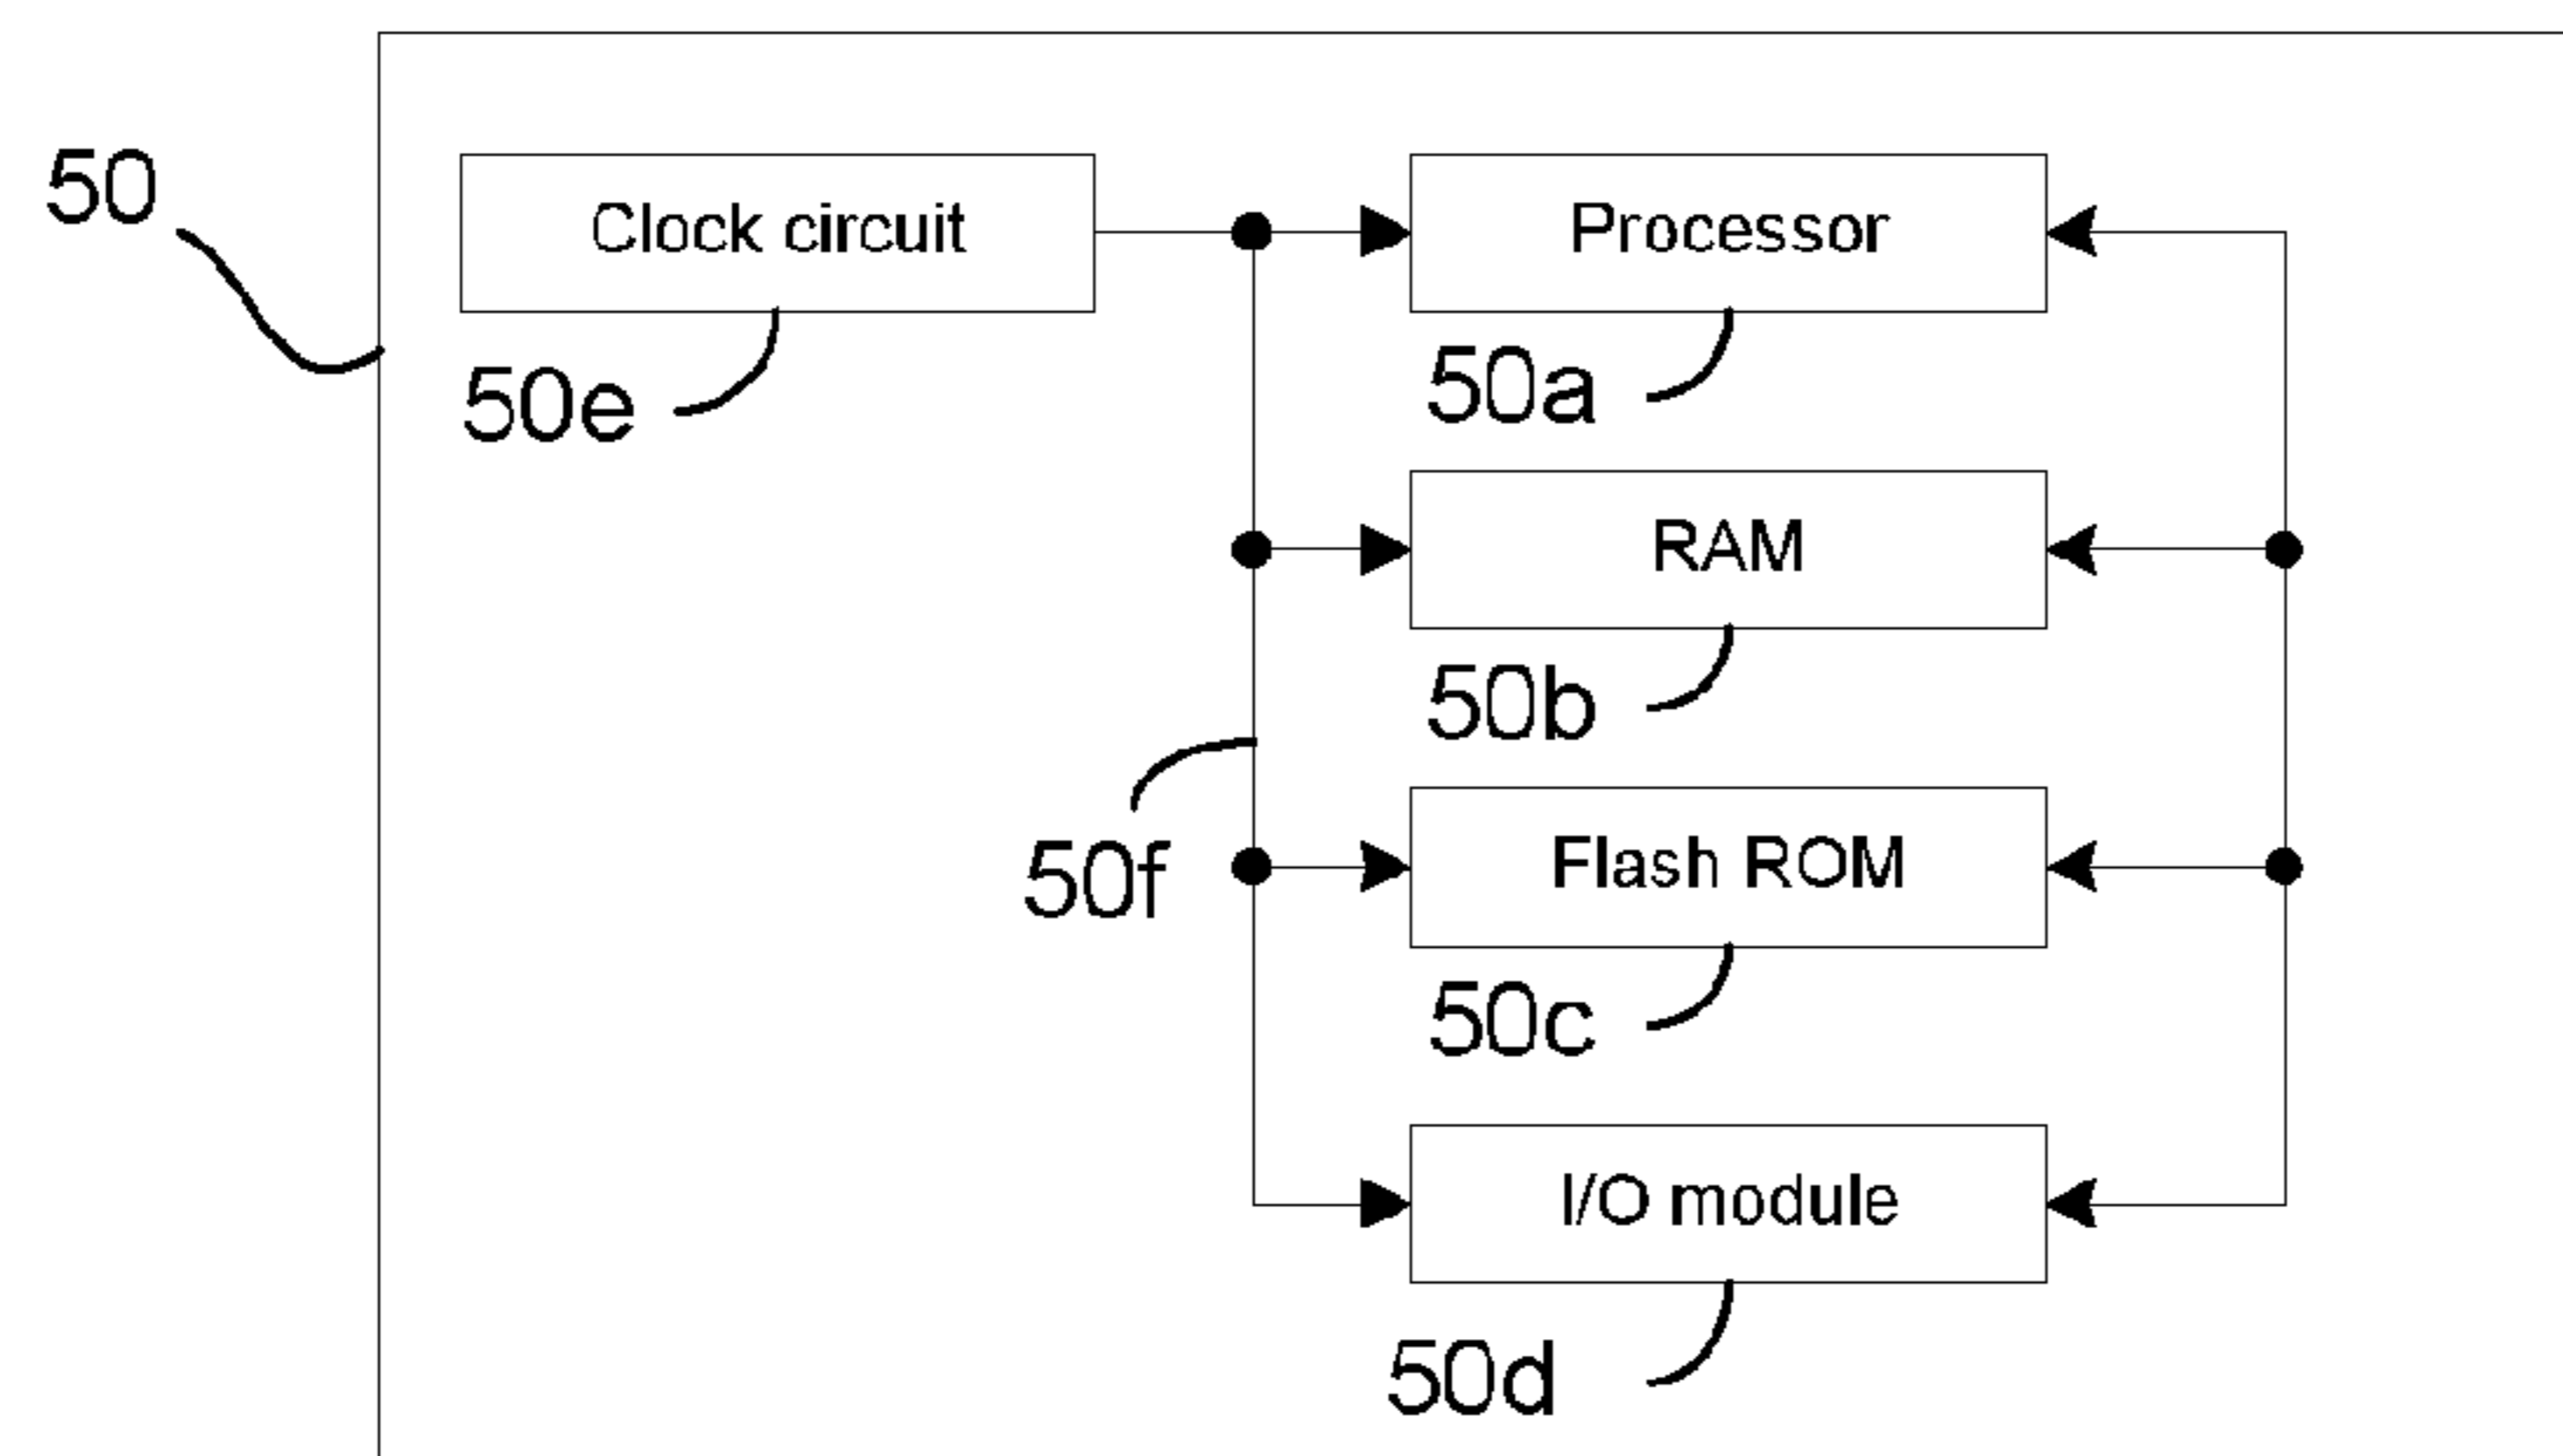 50
Clock circuit
Processor
50e
50a
RAM
50b
50f
Flash ROM
50c
I/O module
50d